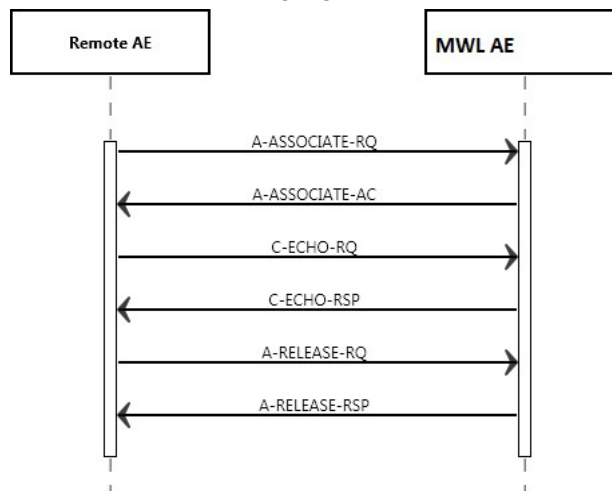 Remote AE
MWL AE
A-ASSOCIATE-RQ
A-ASSOCIATE-AC
C-ECHO-RQ
C-ECHO-RSP
A-RELEASE-RQ
A-RELEASE-RSP